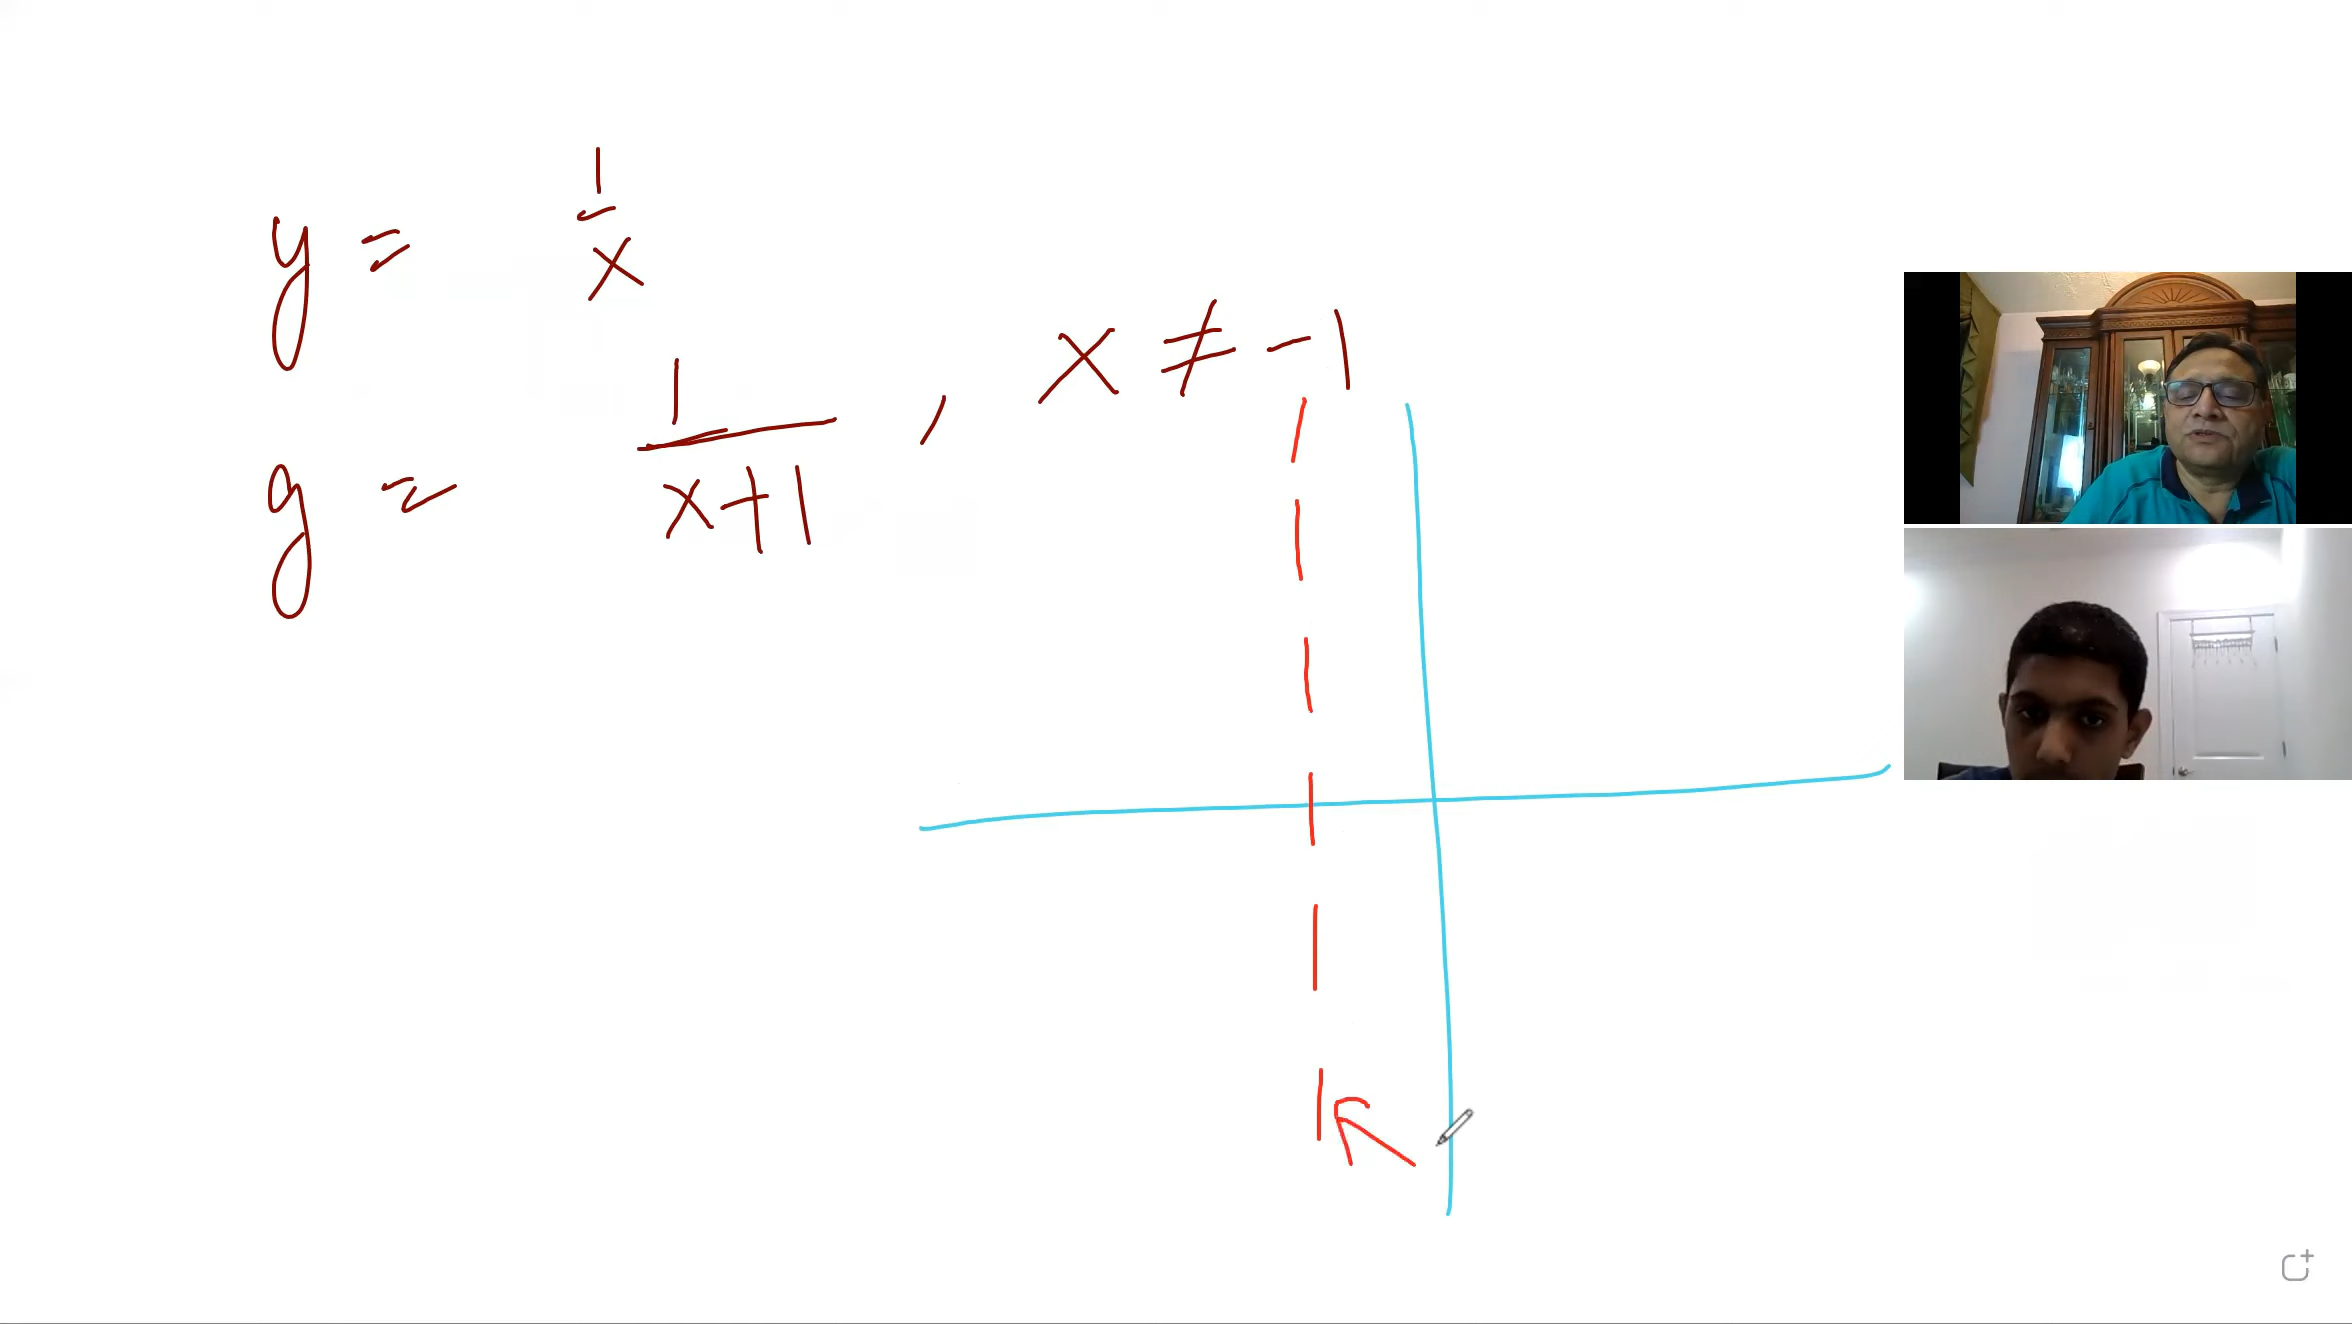 y = 1/x
y = 1/(x+1) , x ≠ -1